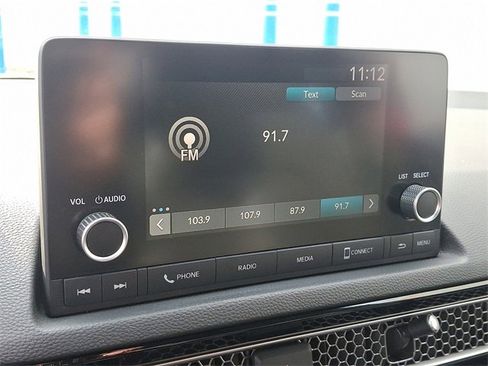 11:12
Text Scan
FM
91.7
VOL AUDIO
LIST SELECT
103.9 107.9 87.9 91.7
PHONE RADIO MEDIA CONNECT MENU